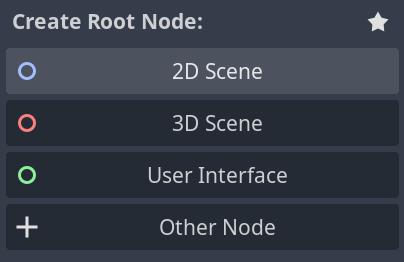 Create Root Node:
2D Scene
3D Scene
User Interface
Other Node